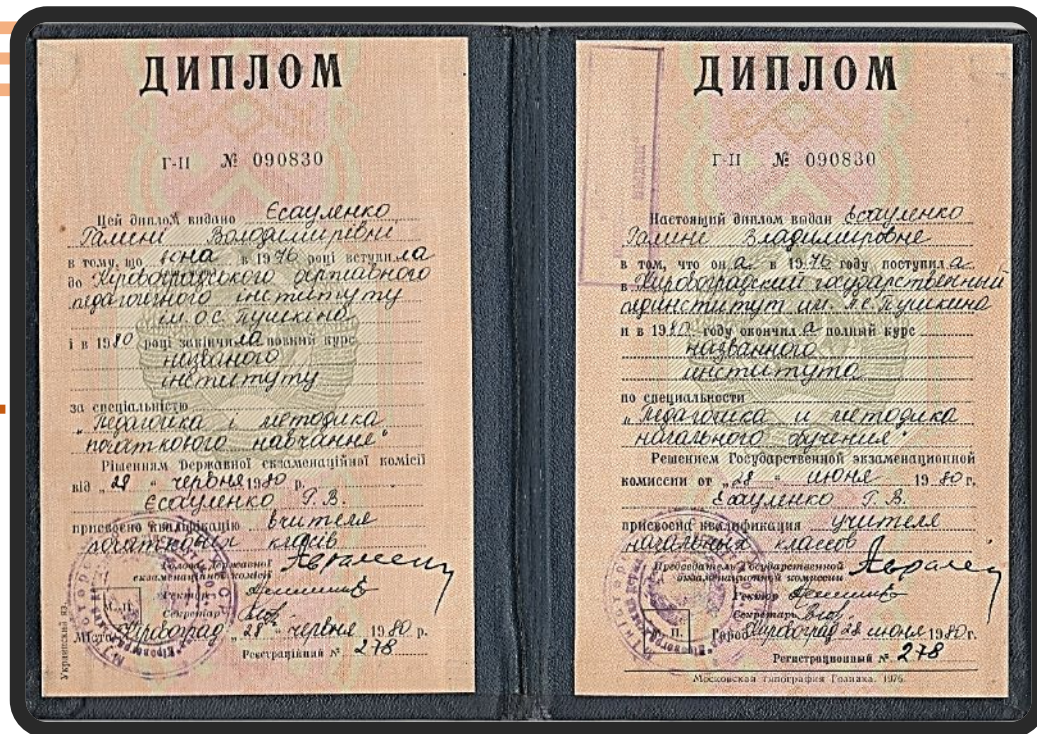 ДИПЛОМ
Г-II № 090830
Цей диплом видано Єсауленко
Галині Володимирівні
в тому, що вона в 1976 році вступила
до Кіровоградського державного
педагогічного інституту
ім. О.С. Пушкіна
і в 1980 році закінчила повний курс
названого
інституту
за спеціальністю
„Педагогіка і методика
початкового навчання"
Рішенням Державної екзаменаційної комісії
від „28" червня 1980 р.
Єсауленко Г. В.
присвоєно кваліфікацію вчителя
початкових класів
Голова Державної
екзаменаційної комісії
Ректор
Секретар
М. П.
Місто Кіровоград „28" червня 1980 р.
Реєстраційний № 278
Украинский яз.
ДИПЛОМ
Г-II № 090830
Настоящий диплом выдан Есауленко
Галине Владимировне
в том, что она в 1976 году поступила
в Кировоградский государственный
пединститут им. А.С. Пушкина
и в 1980 году окончила полный курс
названного
института
по специальности
„Педагогика и методика
начального обучения"
Решением Государственной экзаменационной
комиссии от „28" июня 1980 г.
Есауленко Г. В.
присвоена квалификация учителя
начальных классов
Председатель Государственной
экзаменационной комиссии
Ректор
Секретарь
М. П.
Город Кировоград 28 июня 1980 г.
Регистрационный № 278
Московская типография Гознака. 1976.